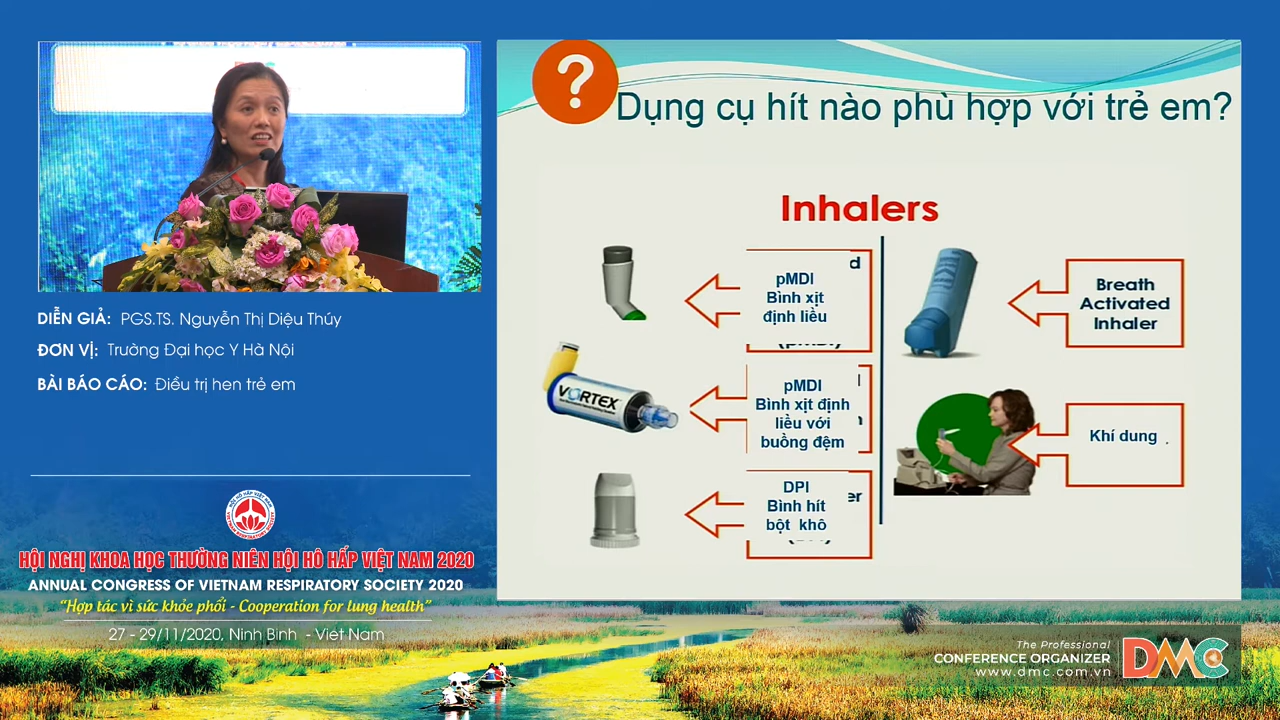 Dụng cụ hít nào phù hợp với trẻ em?
Inhalers
pMDI
Bình xịt
định liều
VORTEX
pMDI
Bình xịt định
liều với
buồng đệm
DPI
Bình hít
bột khô
Breath
Activated
Inhaler
Khí dung
DIỄN GIẢ: PGS.TS. Nguyễn Thị Diệu Thúy
ĐƠN VỊ: Trường Đại học Y Hà Nội
BÀI BÁO CÁO: Điều trị hen trẻ em
HỘI HÔ HẤP VIỆT NAM
HỘI NGHỊ KHOA HỌC THƯỜNG NIÊN HỘI HÔ HẤP VIỆT NAM 2020
ANNUAL CONGRESS OF VIETNAM RESPIRATORY SOCIETY 2020
“Hợp tác vì sức khỏe phổi - Cooperation for lung health”
27 - 29/11/2020, Ninh Bình - Việt Nam
The Professional
CONFERENCE ORGANIZER
www.dmc.com.vn
DMC